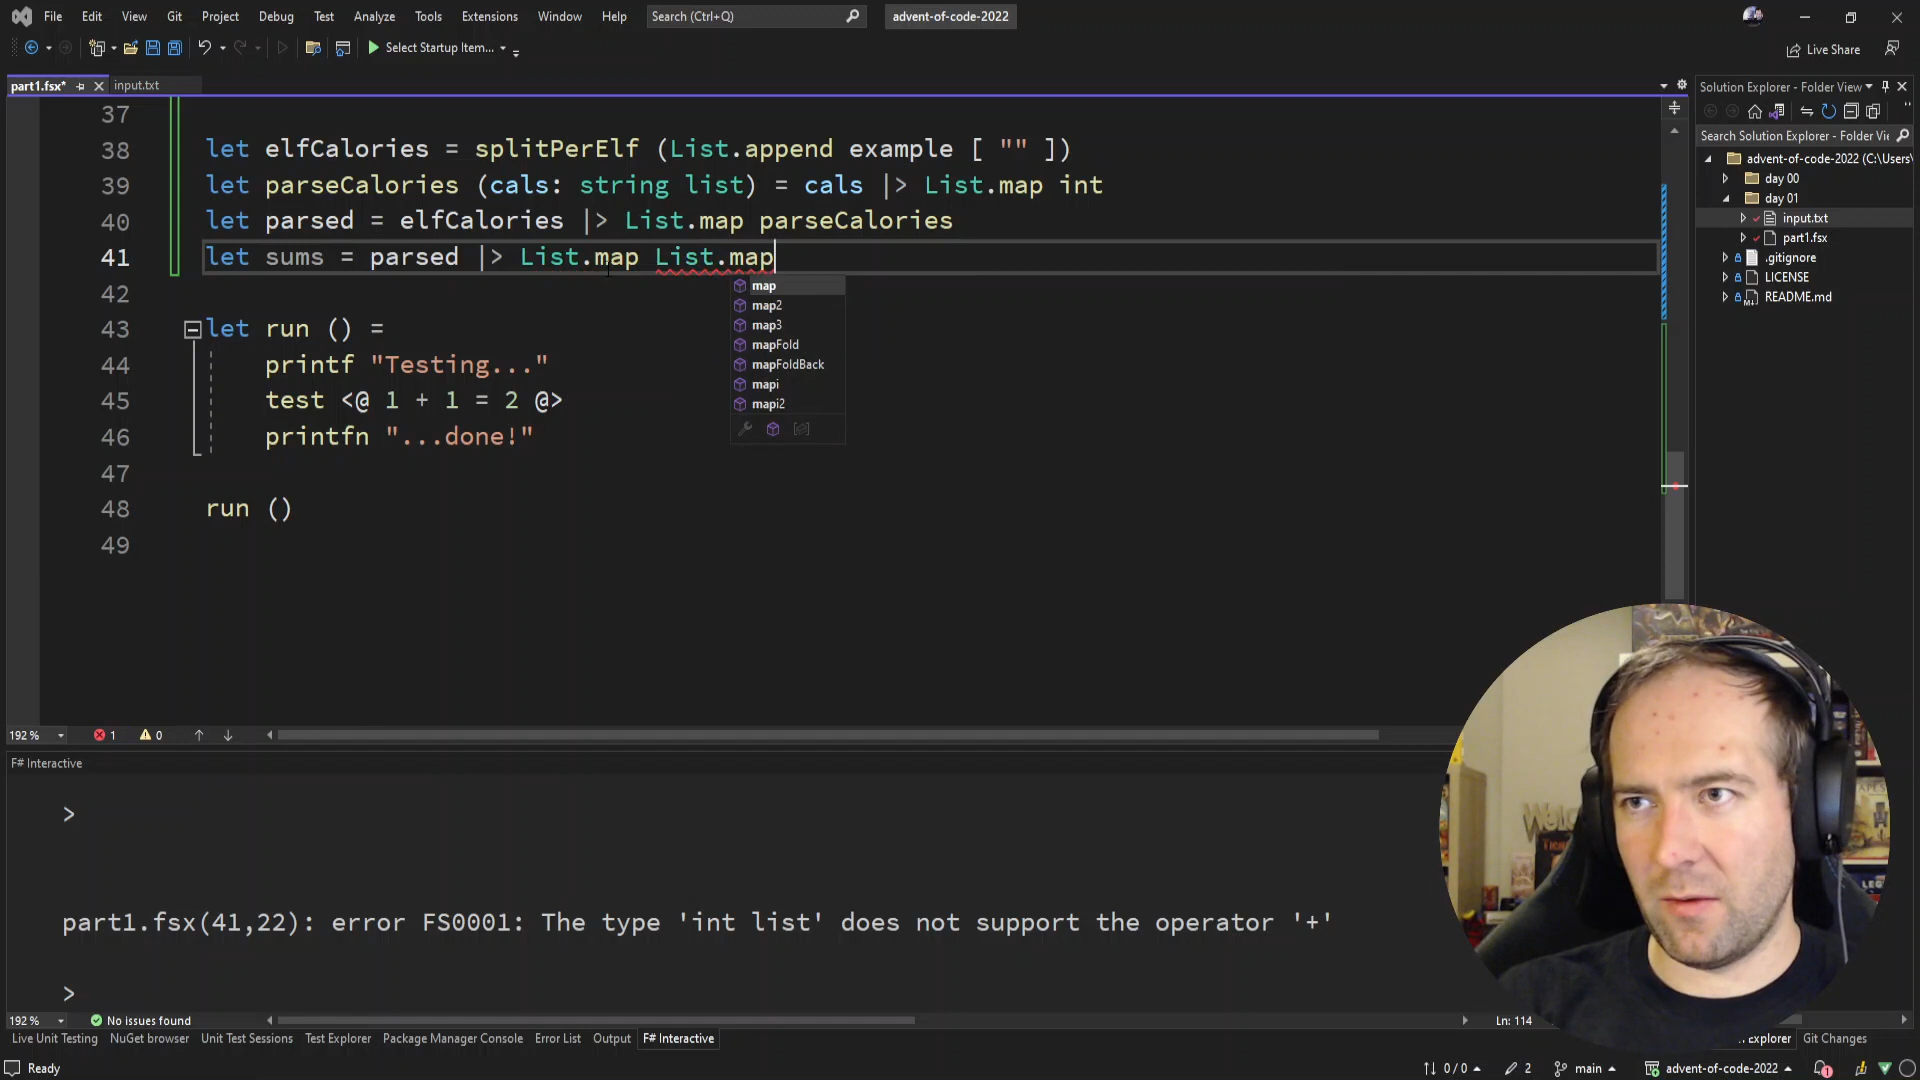 File Edit View Git Project Debug Test Analyze Tools Extensions Window Help Search (Ctrl+Q) advent-of-code-2022
Select Startup Item... Live Share
part1.fsx* input.txt
37
38 let elfCalories = splitPerElf (List.append example [ "" ])
39 let parseCalories (cals: string list) = cals |> List.map int
40 let parsed = elfCalories |> List.map parseCalories
41 let sums = parsed |> List.map List.map
42
43 let run () =
44 printf "Testing..."
45 test <@ 1 + 1 = 2 @>
46 printfn "...done!"
47
48 run ()
49
map
map2
map3
mapFold
mapFoldBack
mapi
mapi2
Solution Explorer - Folder View
Search Solution Explorer - Folder Vi
advent-of-code-2022 (C:\Users\
day 00
day 01
input.txt
part1.fsx
.gitignore
LICENSE
README.md
192 % 1 0
F# Interactive
>
part1.fsx(41,22): error FS0001: The type 'int list' does not support the operator '+'
>
192 % No issues found Ln: 114
Live Unit Testing NuGet browser Unit Test Sessions Test Explorer Package Manager Console Error List Output F# Interactive Explorer Git Changes
Ready 0 / 0 2 main advent-of-code-2022 1